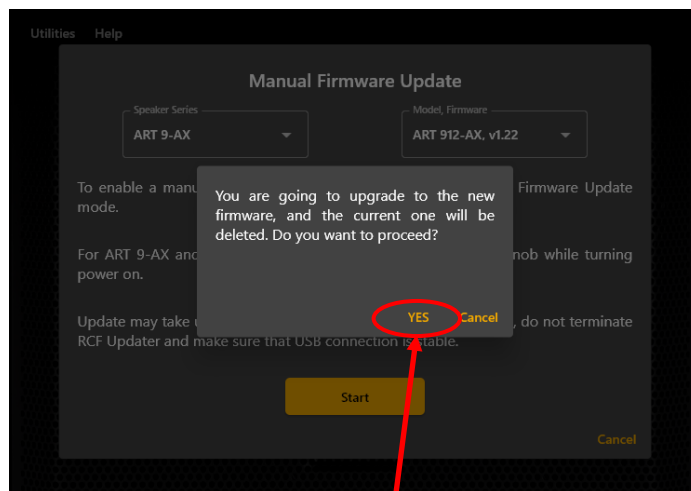 Utilities Help
Manual Firmware Update
Speaker Series
ART 9-AX
Model, Firmware
ART 912-AX, v1.22
To enable a manu
Firmware Update
mode.
You are going to upgrade to the new
firmware, and the current one will be
deleted. Do you want to proceed?
For ART 9-AX and
nob while turning
power on.
YES Cancel
Update may take
, do not terminate
RCF Updater and make sure that USB connection is stable.
Start
Cancel